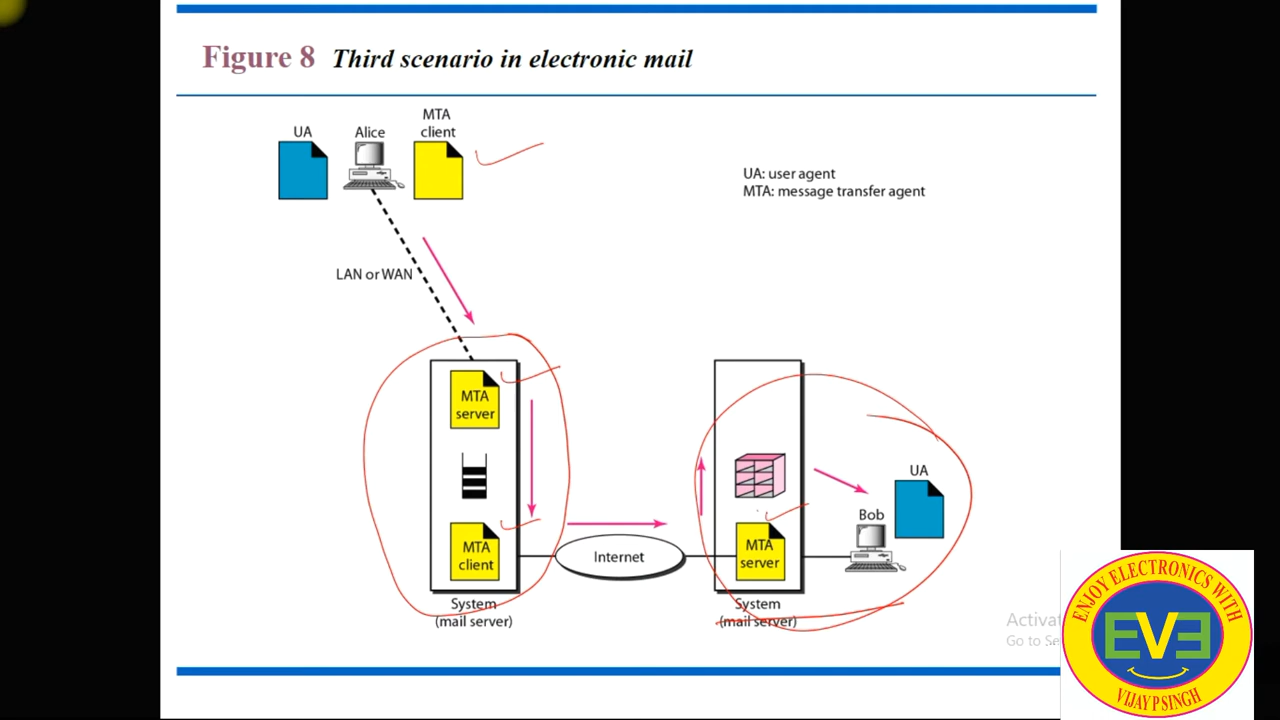 Figure 8 Third scenario in electronic mail
UA
Alice
MTA
client
UA: user agent
MTA: message transfer agent
LAN or WAN
MTA
server
MTA
client
System
(mail server)
Internet
MTA
server
System
(mail server)
Bob
UA
ENJOY ELECTRONICS WITH
EVE
VIJAY P SINGH